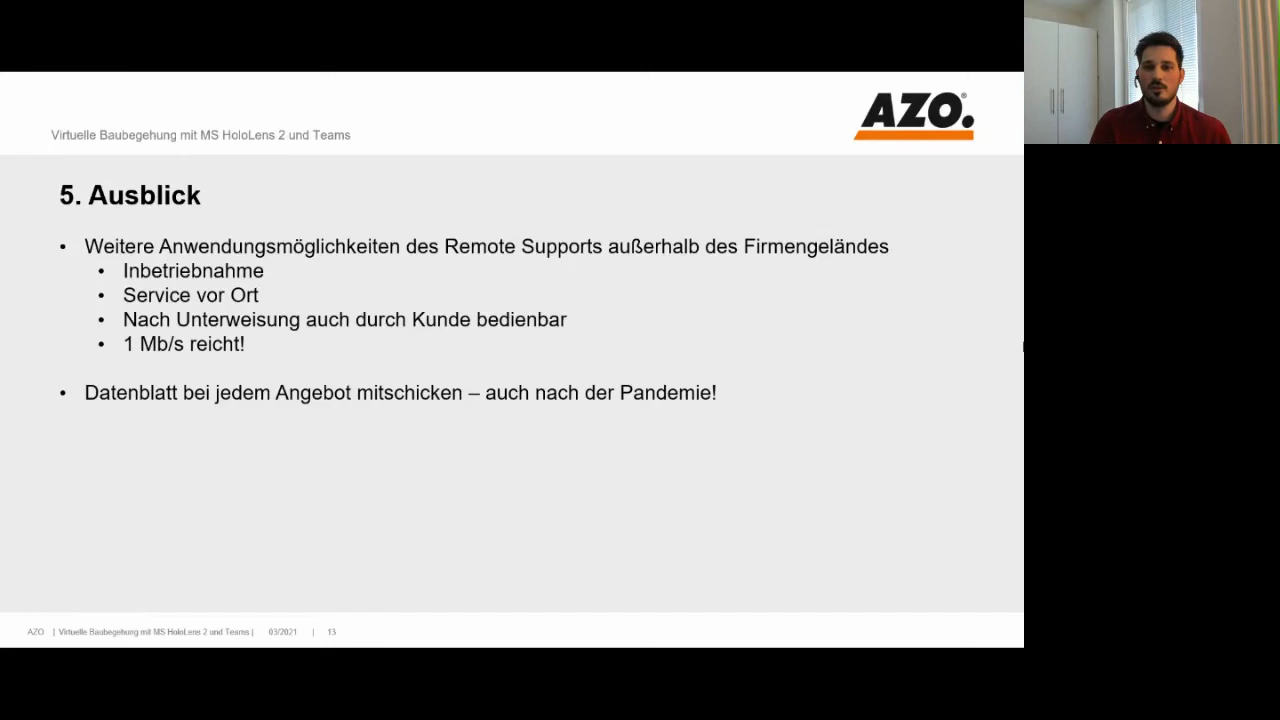 AZO.®
Virtuelle Baubegehung mit MS HoloLens 2 und Teams
5. Ausblick
• Weitere Anwendungsmöglichkeiten des Remote Supports außerhalb des Firmengeländes
• Inbetriebnahme
• Service vor Ort
• Nach Unterweisung auch durch Kunde bedienbar
• 1 Mb/s reicht!
• Datenblatt bei jedem Angebot mitschicken – auch nach der Pandemie!
AZO | Virtuelle Baubegehung mit MS HoloLens 2 und Teams | 03/2021 | 13